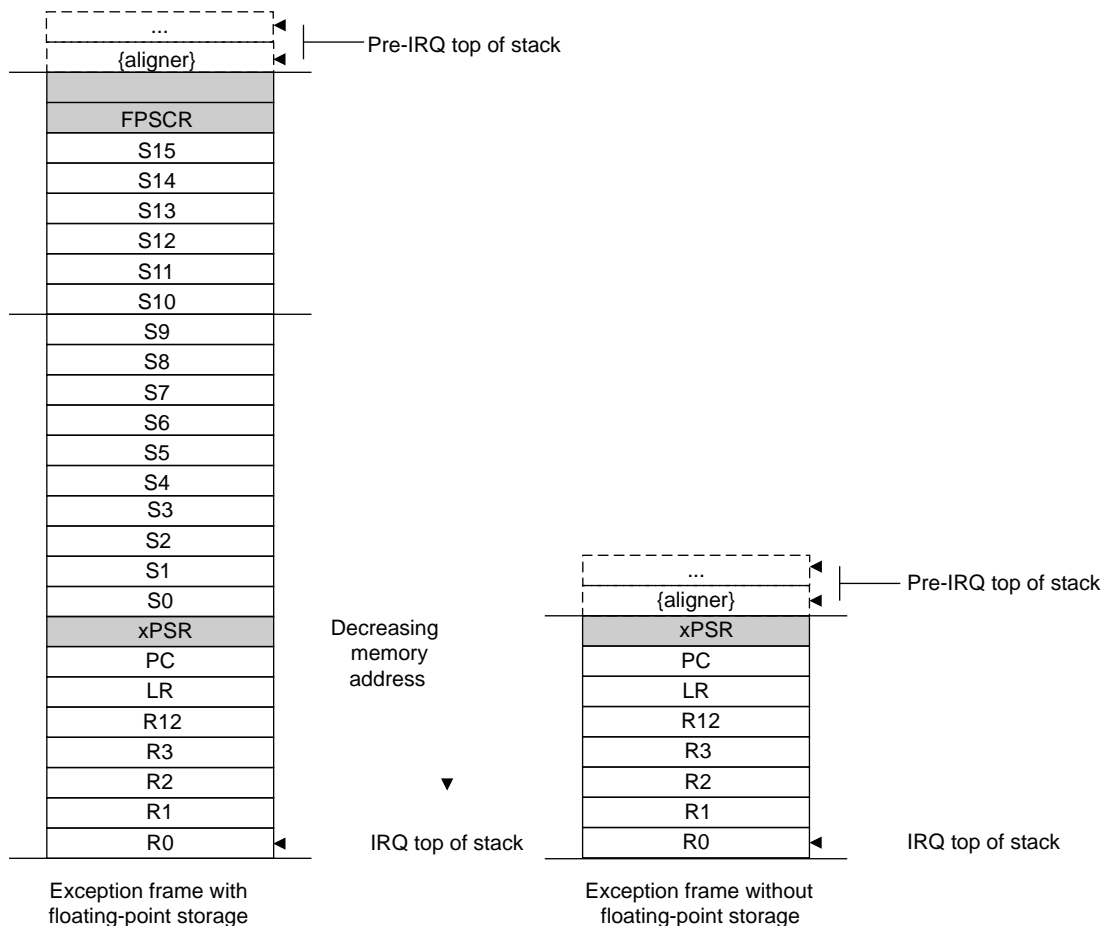 ...
Pre-IRQ top of stack
{aligner}
FPSCR
S15
S14
S13
S12
S11
S10
S9
S8
S7
S6
S5
S4
S3
S2
S1
S0
xPSR
PC
LR
R12
R3
R2
R1
R0
IRQ top of stack
Exception frame with
floating-point storage
Decreasing
memory
address
...
Pre-IRQ top of stack
{aligner}
xPSR
PC
LR
R12
R3
R2
R1
R0
IRQ top of stack
Exception frame without
floating-point storage